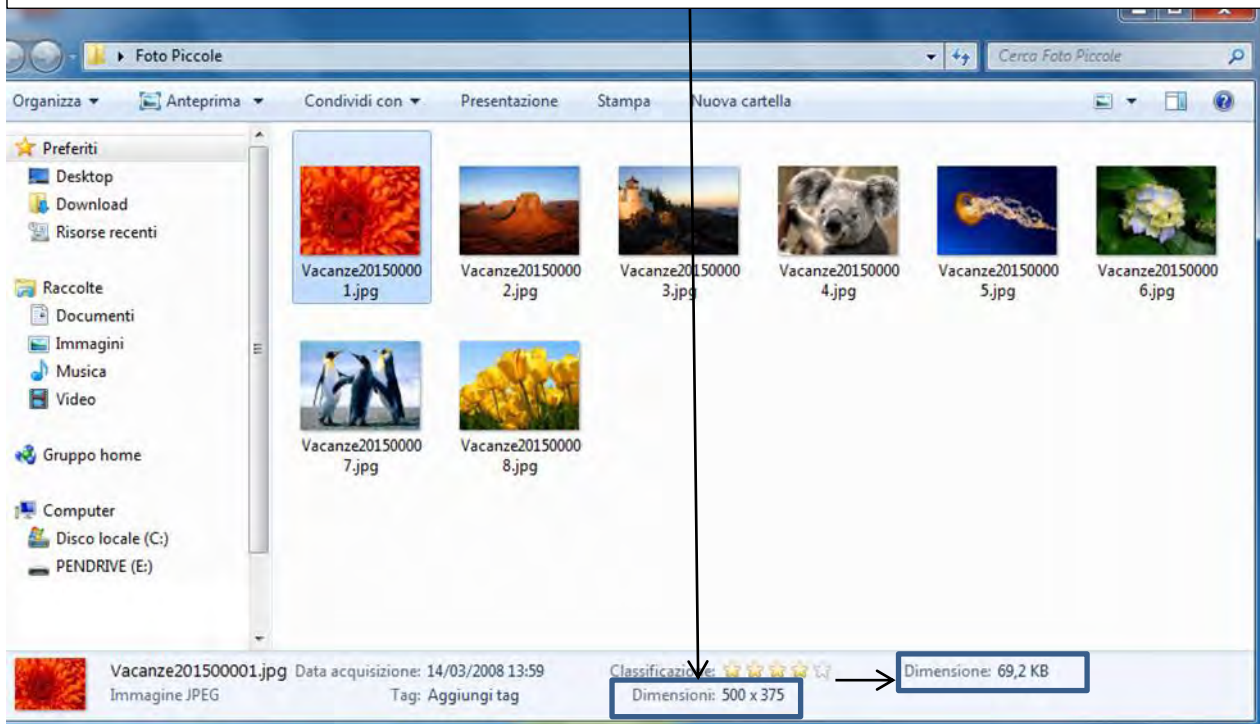 Foto Piccole
Cerca Foto Piccole
Organizza Anteprima Condividi con Presentazione Stampa Nuova cartella
Preferiti
Desktop
Download
Risorse recenti
Raccolte
Documenti
Immagini
Musica
Video
Gruppo home
Computer
Disco locale (C:)
PENDRIVE (E:)
Vacanze20150000
1.jpg
Vacanze20150000
2.jpg
Vacanze20150000
3.jpg
Vacanze20150000
4.jpg
Vacanze20150000
5.jpg
Vacanze20150000
6.jpg
Vacanze20150000
7.jpg
Vacanze20150000
8.jpg
Vacanze201500001.jpg Data acquisizione: 14/03/2008 13:59 Classificazione: Dimensione: 69,2 KB
Immagine JPEG Tag: Aggiungi tag Dimensioni: 500 x 375